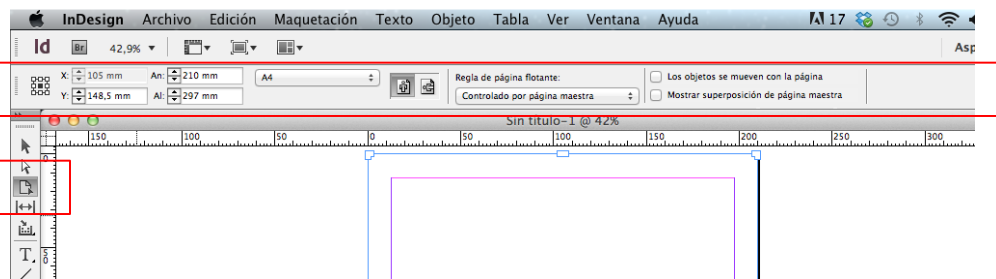 InDesign Archivo Edición Maquetación Texto Objeto Tabla Ver Ventana Ayuda 17
Id Br 42,9%
X: 105 mm An: 210 mm A4 Regla de página flotante: Los objetos se mueven con la página
Y: 148,5 mm Al: 297 mm Controlado por página maestra Mostrar superposición de página maestra
Sin título-1 @ 42%
150 100 50 0 50 100 150 200 250 300
0
T
50